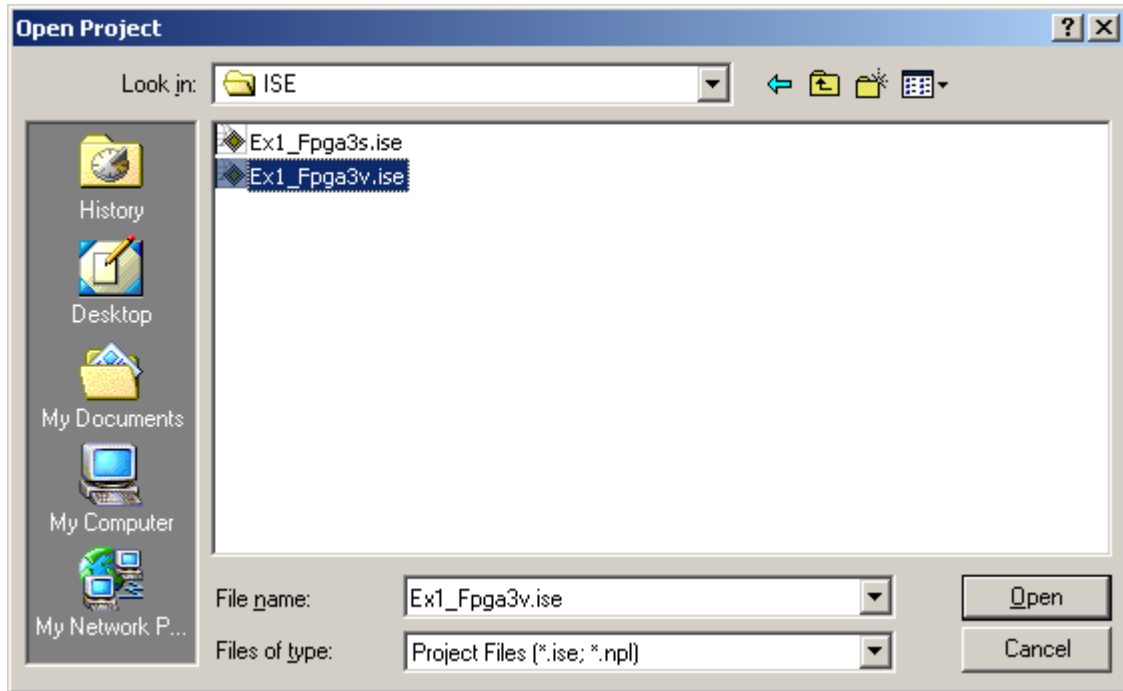 Open Project
Look in: ISE
Ex1_Fpga3s.ise
Ex1_Fpga3v.ise
History
Desktop
My Documents
My Computer
My Network P...
File name: Ex1_Fpga3v.ise Open
Files of type: Project Files (*.ise; *.npl) Cancel